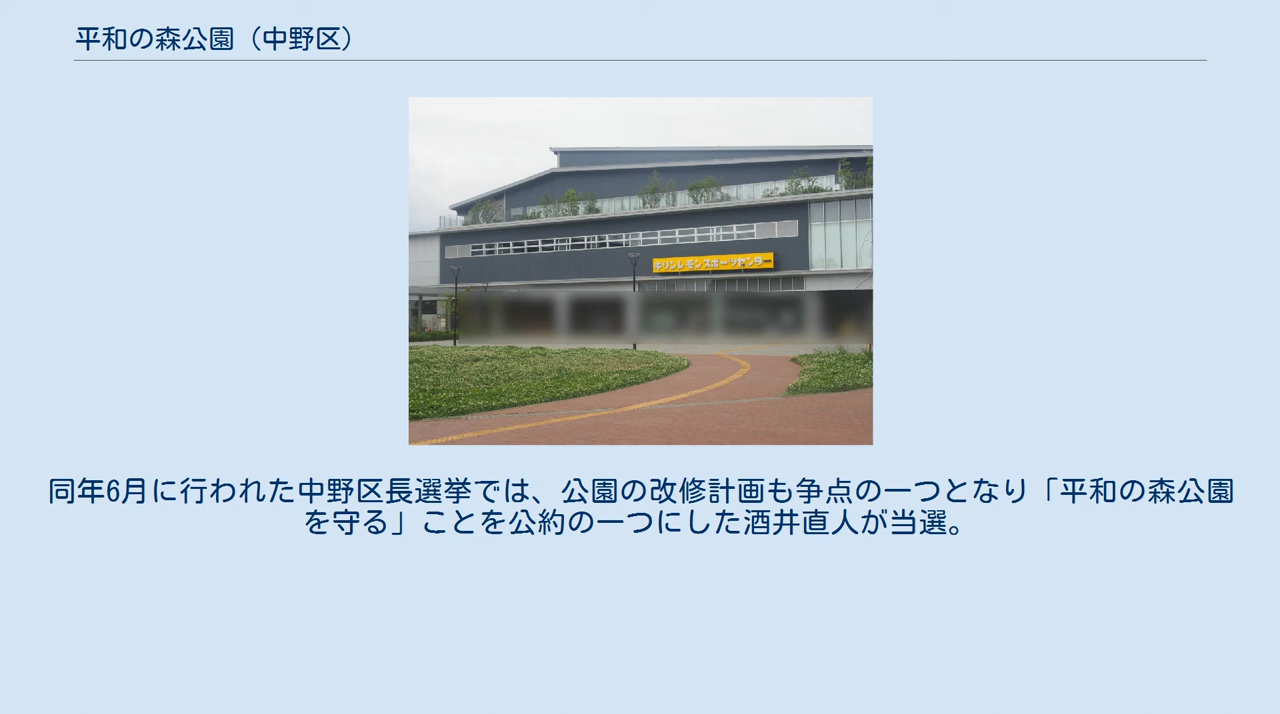 平和の森公園（中野区）
キリンレモンスポーツセンター
同年6月に行われた中野区長選挙では、公園の改修計画も争点の一つとなり「平和の森公園
を守る」ことを公約の一つにした酒井直人が当選。